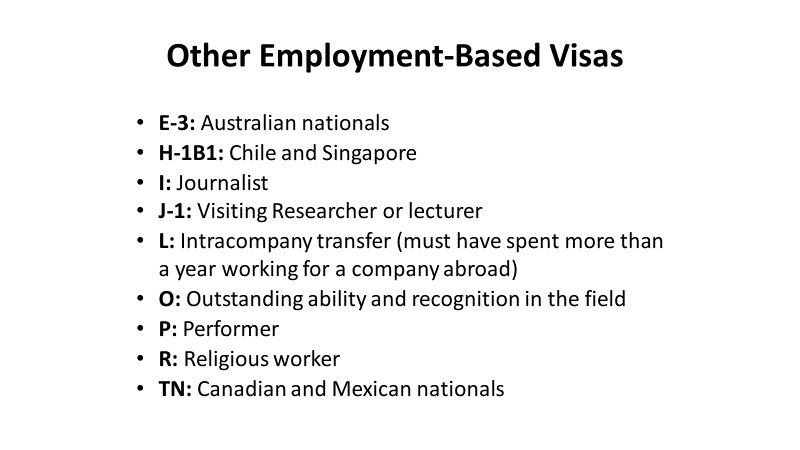 Other Employment-Based Visas
• E-3: Australian nationals
• H-1B1: Chile and Singapore
• I: Journalist
• J-1: Visiting Researcher or lecturer
• L: Intracompany transfer (must have spent more than
a year working for a company abroad)
• O: Outstanding ability and recognition in the field
• P: Performer
• R: Religious worker
• TN: Canadian and Mexican nationals